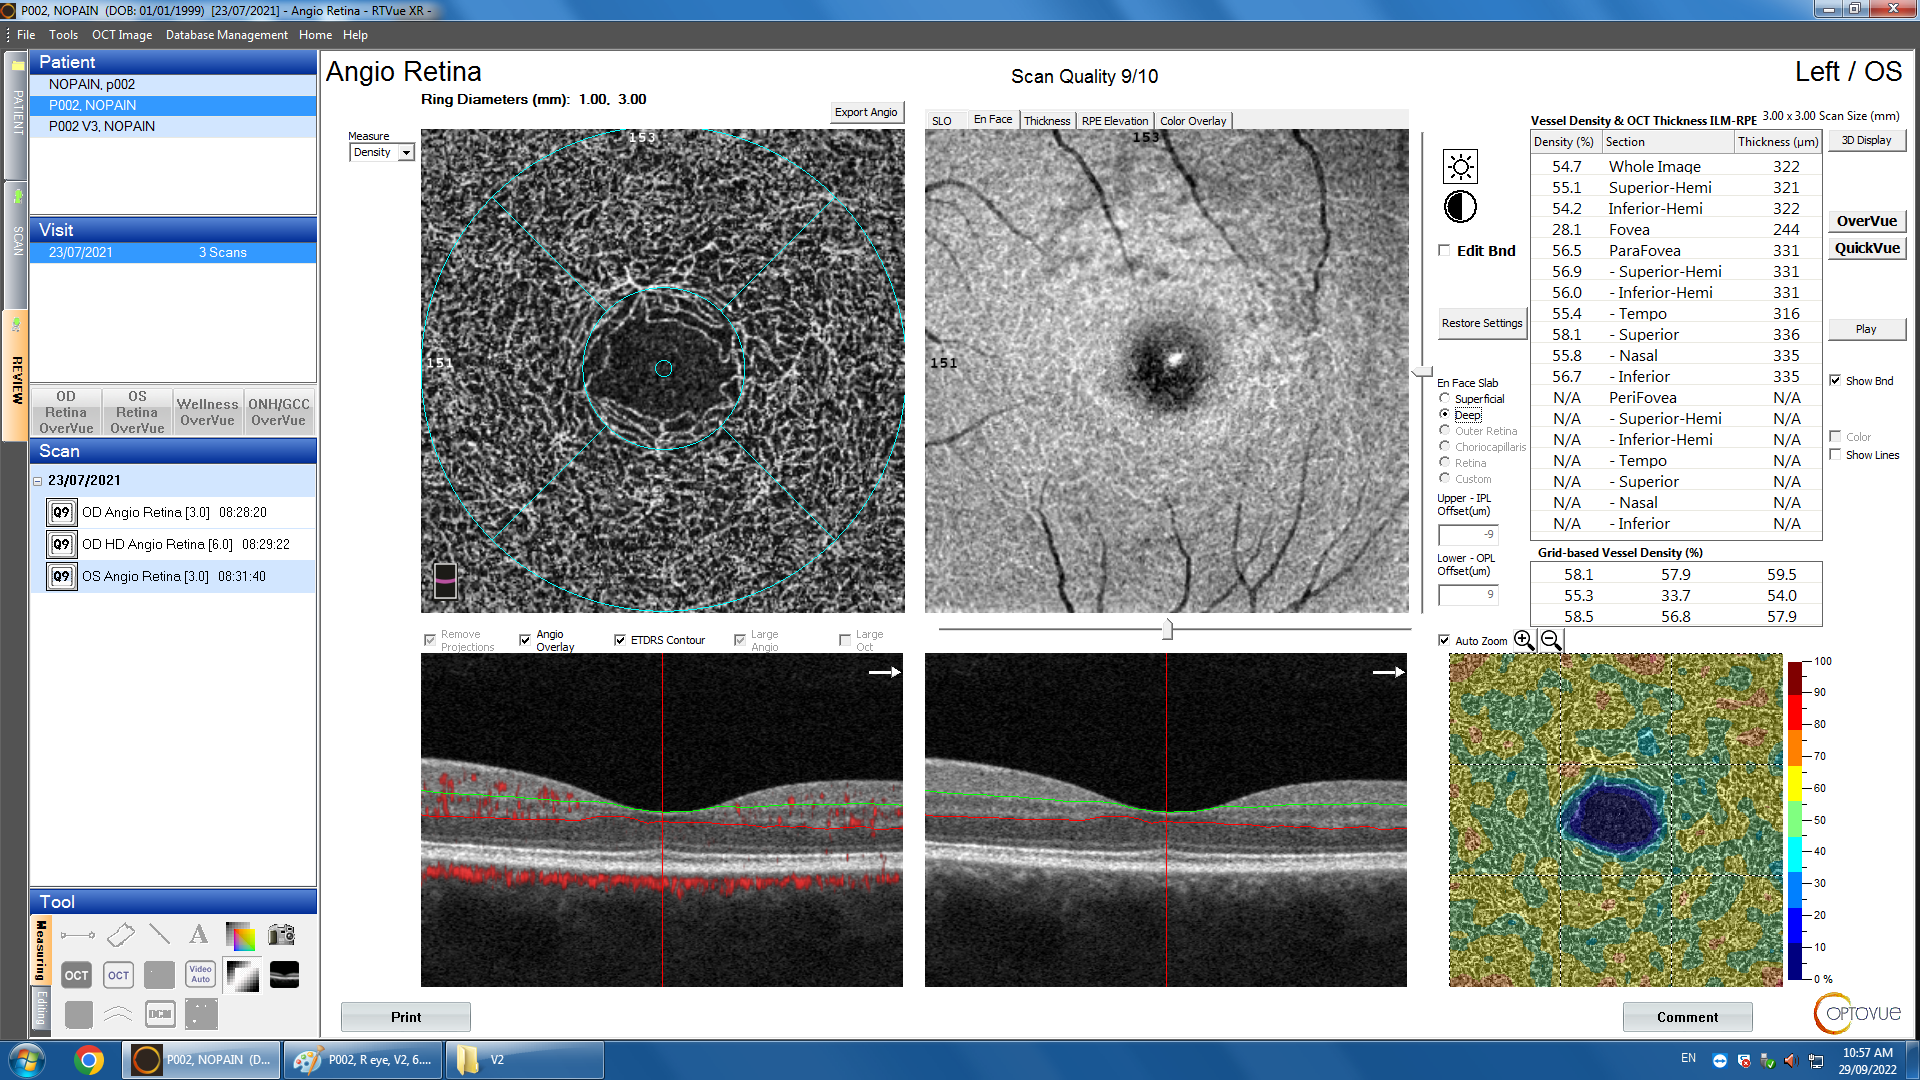 P002, NOPAIN  (DOB: 01/01/1999)  [23/07/2021] - Angio Retina - RTVue XR -
File Tools OCT Image Database Management Home Help
PATIENT
SCAN
REVIEW
Patient
NOPAIN, p002
P002, NOPAIN
P002 V3, NOPAIN
Visit
23/07/2021 3 Scans
OD Retina OverVue
OS Retina OverVue
Wellness OverVue
ONH/GCC OverVue
Scan
23/07/2021
Q9 OD Angio Retina [3.0] 08:28:20
Q9 OD HD Angio Retina [6.0] 08:29:22
Q9 OS Angio Retina [3.0] 08:31:40
Tool
Measuring
Editing
A
OCT
OCT
Video Auto
DCM
Angio Retina
Scan Quality 9/10
Left / OS
Ring Diameters (mm): 1.00, 3.00
Export Angio
Measure
Density
153
151
SLO En Face Thickness RPE Elevation Color Overlay
153
151
Edit Bnd
Restore Settings
En Face Slab
Superficial
Deep
Outer Retina
Choriocapillaris
Retina
Custom
Upper - IPL
Offset(um)
-9
Lower - OPL
Offset(um)
9
Vessel Density & OCT Thickness ILM-RPE 3.00 x 3.00 Scan Size (mm)
Density (%) Section Thickness (µm)
54.7 Whole Image 322
55.1 Superior-Hemi 321
54.2 Inferior-Hemi 322
28.1 Fovea 244
56.5 ParaFovea 331
56.9 - Superior-Hemi 331
56.0 - Inferior-Hemi 331
55.4 - Tempo 316
58.1 - Superior 336
55.8 - Nasal 335
56.7 - Inferior 335
N/A PeriFovea N/A
N/A - Superior-Hemi N/A
N/A - Inferior-Hemi N/A
N/A - Tempo N/A
N/A - Superior N/A
N/A - Nasal N/A
N/A - Inferior N/A
Grid-based Vessel Density (%)
58.1 57.9 59.5
55.3 33.7 54.0
58.5 56.8 57.9
3D Display
OverVue
QuickVue
Play
Show Bnd
Color
Show Lines
Remove Projections
Angio Overlay
ETDRS Contour
Large Angio
Large Oct
Auto Zoom
100
90
80
70
60
50
40
30
20
10
0 %
Print
Comment
OPTOVUE
P002, NOPAIN (D...
P002, R eye, V2, 6....
V2
EN
10:57 AM
29/09/2022